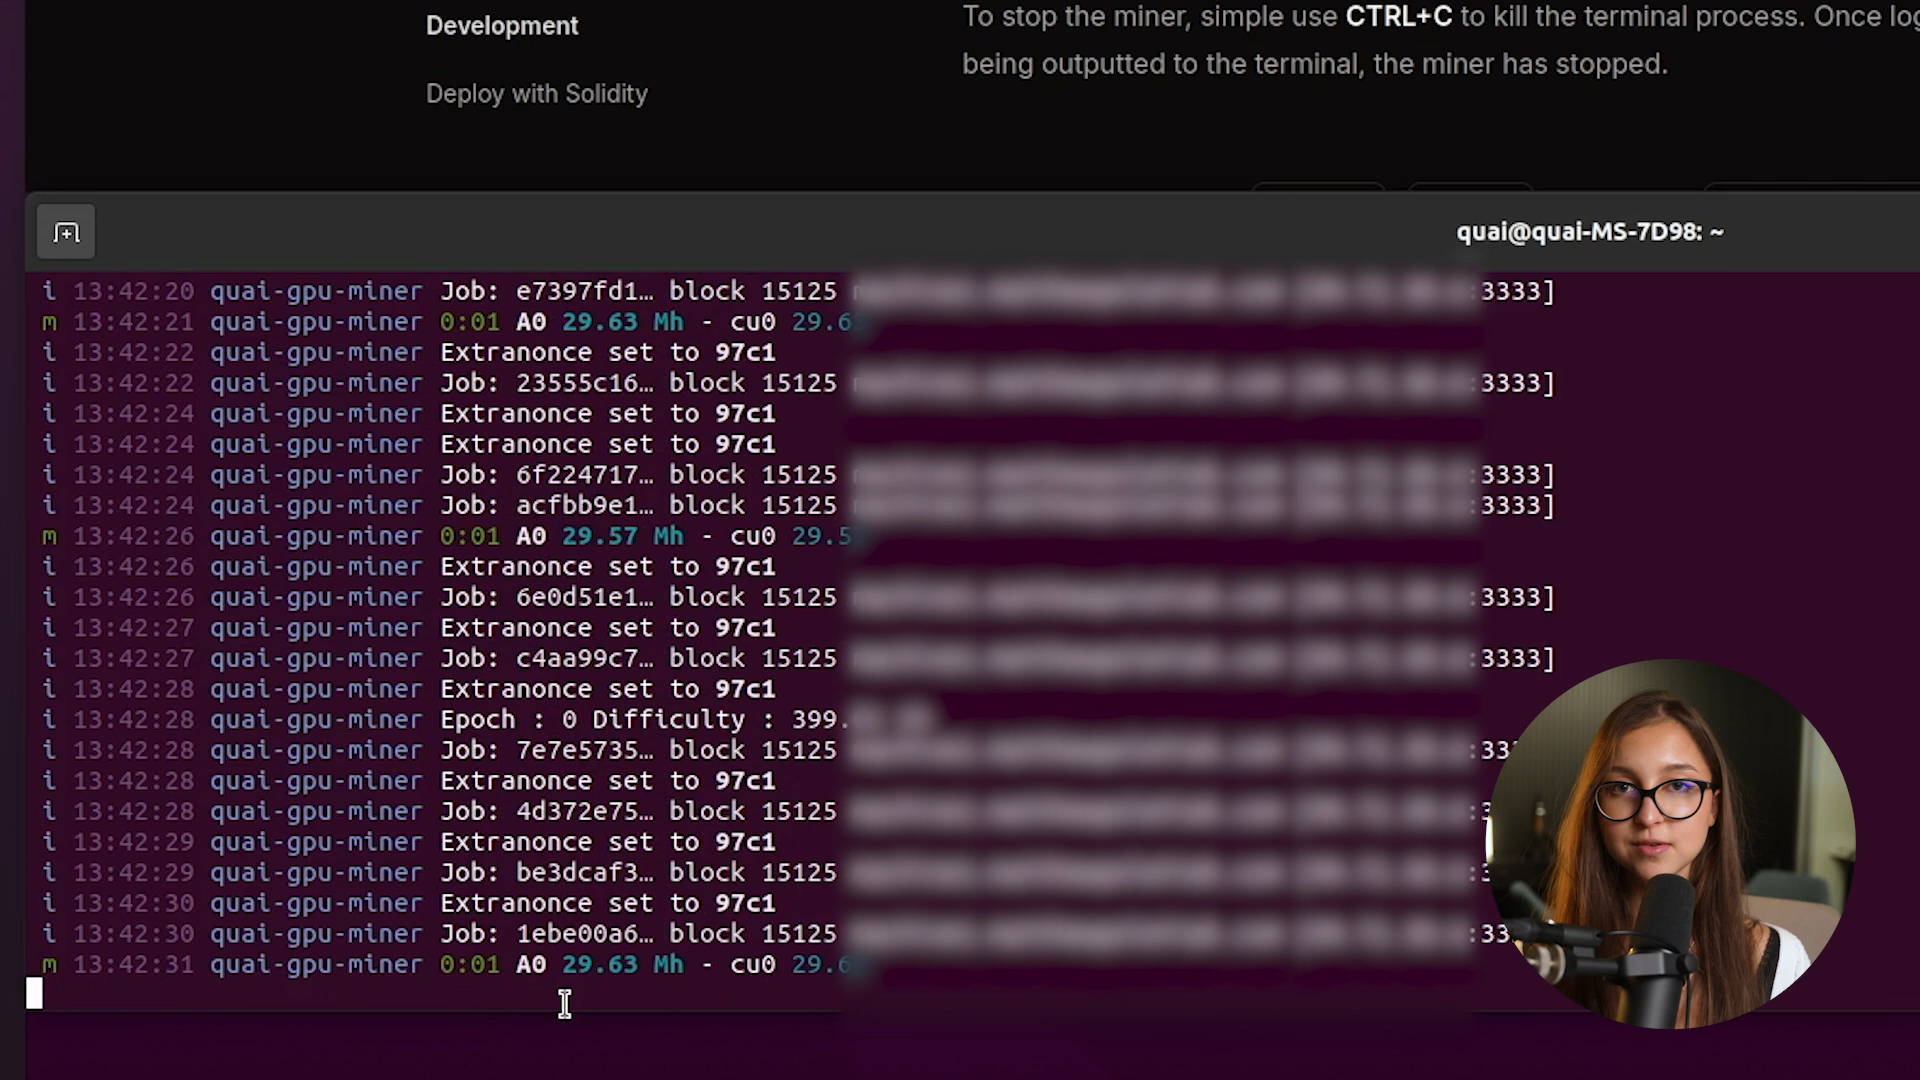 Development
To stop the miner, simple use CTRL+C to kill the terminal process. Once log
being outputted to the terminal, the miner has stopped.
Deploy with Solidity
quai@quai-MS-7D98: ~
i 13:42:20 quai-gpu-miner Job: e7397fd1… block 15125 :3333]
m 13:42:21 quai-gpu-miner 0:01 A0 29.63 Mh - cu0 29.6
i 13:42:22 quai-gpu-miner Extranonce set to 97c1
i 13:42:22 quai-gpu-miner Job: 23555c16… block 15125 :3333]
i 13:42:24 quai-gpu-miner Extranonce set to 97c1
i 13:42:24 quai-gpu-miner Extranonce set to 97c1
i 13:42:24 quai-gpu-miner Job: 6f224717… block 15125 :3333]
i 13:42:24 quai-gpu-miner Job: acfbb9e1… block 15125 :3333]
m 13:42:26 quai-gpu-miner 0:01 A0 29.57 Mh - cu0 29.5
i 13:42:26 quai-gpu-miner Extranonce set to 97c1
i 13:42:26 quai-gpu-miner Job: 6e0d51e1… block 15125 :3333]
i 13:42:27 quai-gpu-miner Extranonce set to 97c1
i 13:42:27 quai-gpu-miner Job: c4aa99c7… block 15125 :3333]
i 13:42:28 quai-gpu-miner Extranonce set to 97c1
i 13:42:28 quai-gpu-miner Epoch : 0 Difficulty : 399.
i 13:42:28 quai-gpu-miner Job: 7e7e5735… block 15125 :33
i 13:42:28 quai-gpu-miner Extranonce set to 97c1
i 13:42:28 quai-gpu-miner Job: 4d372e75… block 15125
i 13:42:29 quai-gpu-miner Extranonce set to 97c1
i 13:42:29 quai-gpu-miner Job: be3dcaf3… block 15125
i 13:42:30 quai-gpu-miner Extranonce set to 97c1
i 13:42:30 quai-gpu-miner Job: 1ebe00a6… block 15125 :33
m 13:42:31 quai-gpu-miner 0:01 A0 29.63 Mh - cu0 29.6